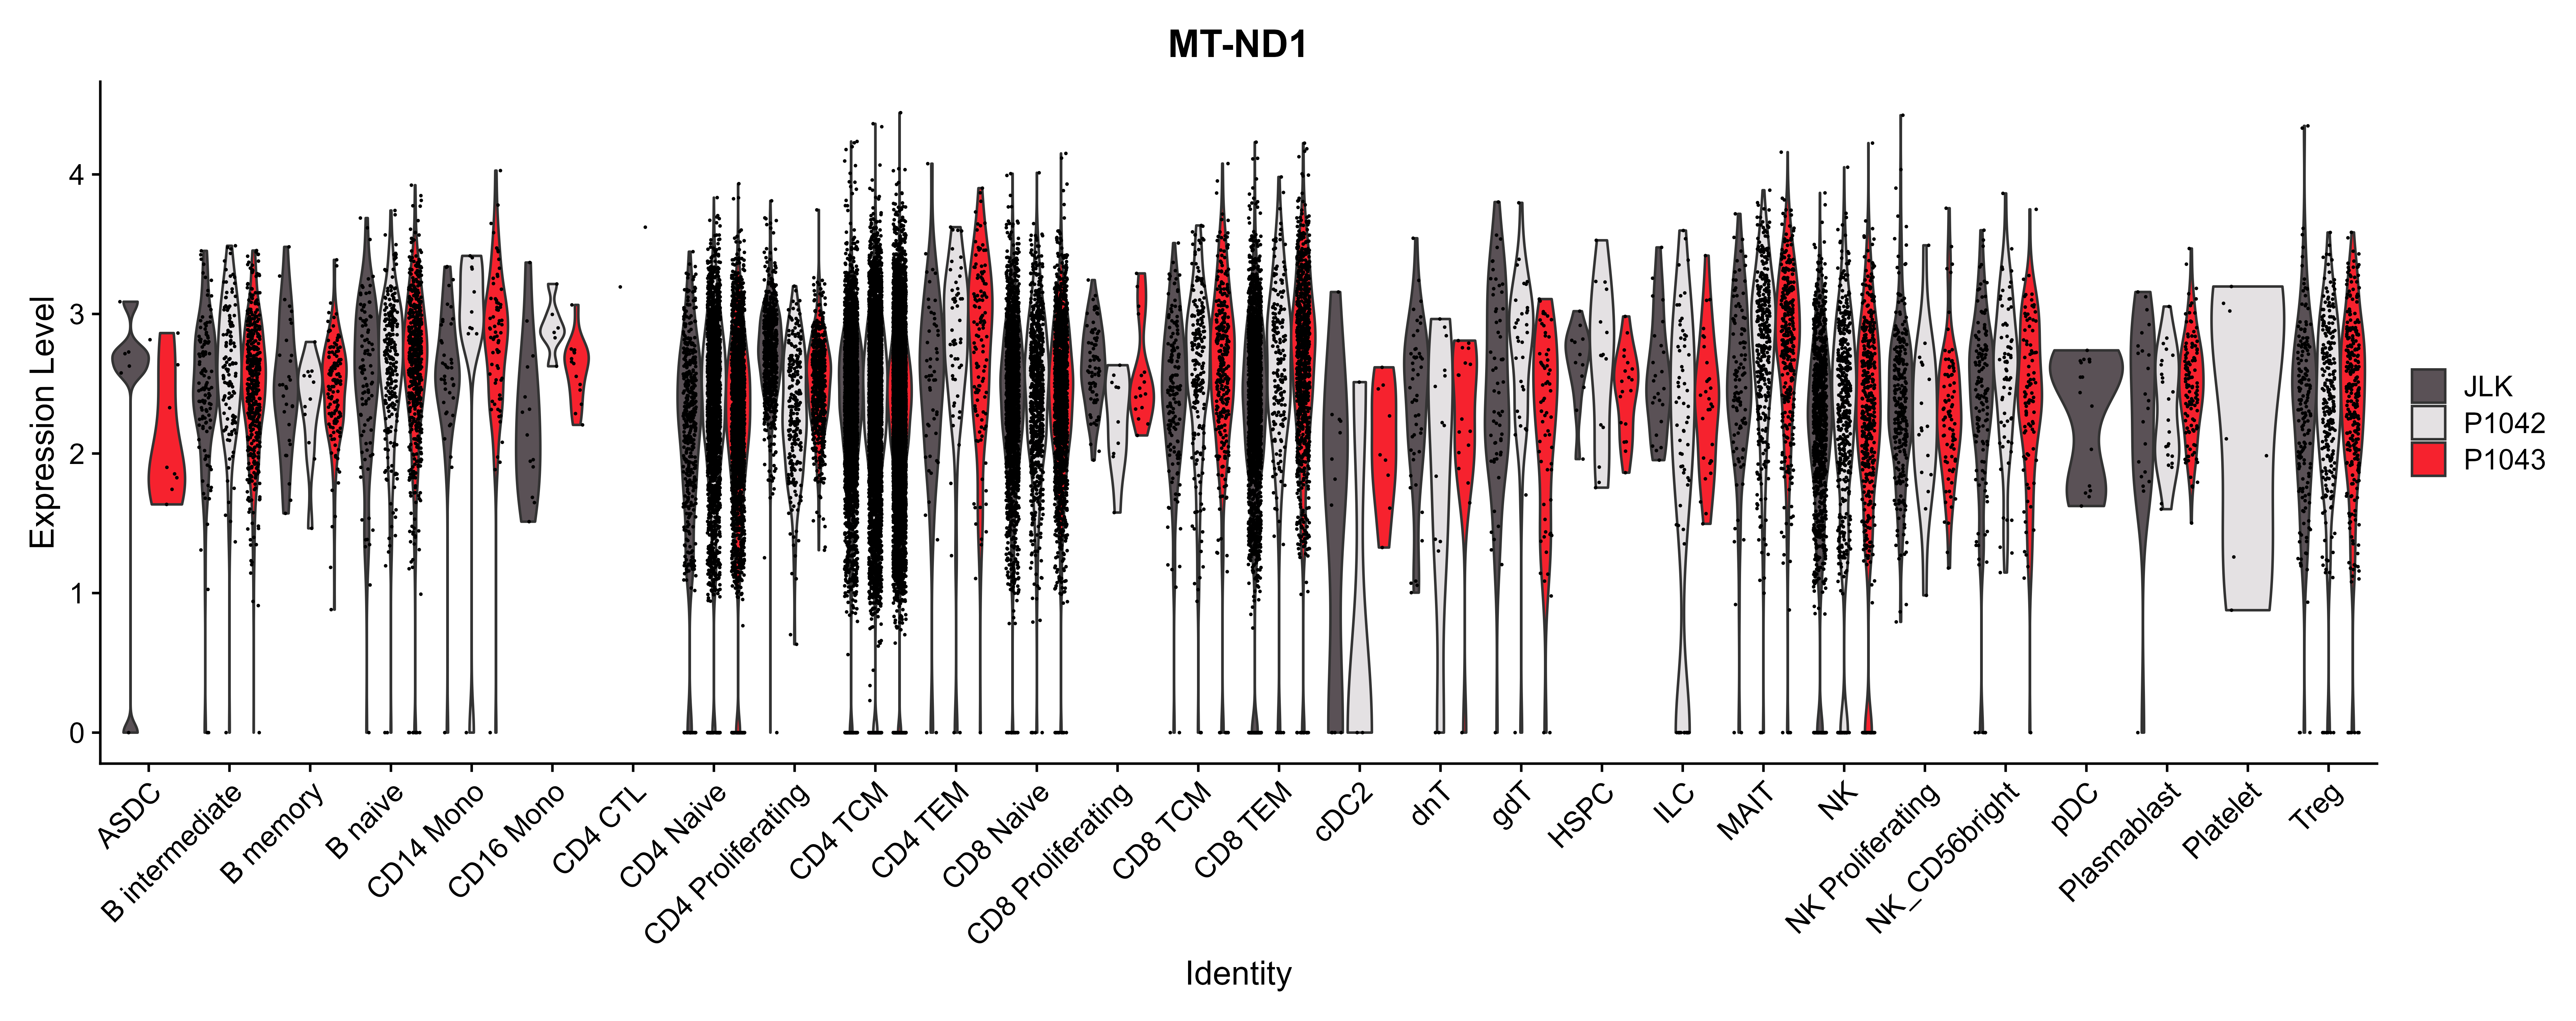 MT-ND1
Expression Level
4
3
2
1
0
ASDC
B intermediate
B memory
B naive
CD14 Mono
CD16 Mono
CD4 CTL
CD4 Naive
CD4 Proliferating
CD4 TCM
CD4 TEM
CD8 Naive
CD8 Proliferating
CD8 TCM
CD8 TEM
cDC2
dnT
gdT
HSPC
ILC
MAIT
NK
NK Proliferating
NK_CD56bright
pDC
Plasmablast
Platelet
Treg
Identity
JLK
P1042
P1043